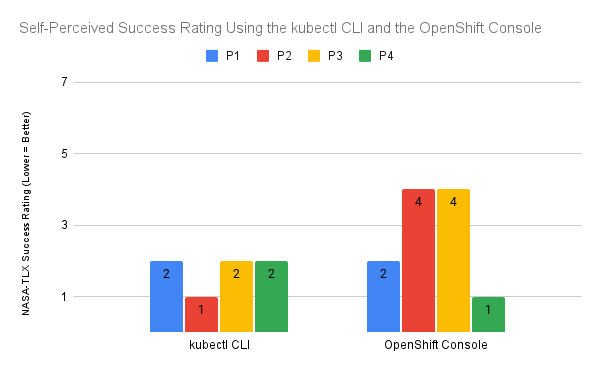 Self-Perceived Success Rating Using the kubectl CLI and the OpenShift Console
P1 P2 P3 P4
NASA-TLX Success Rating (Lower = Better)
7
5
3
1
2 1 2 2
2 4 4 1
kubectl CLI OpenShift Console